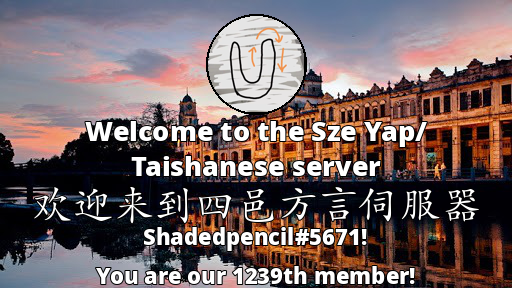 Welcome to the Sze Yap/
Taishanese server
欢迎来到四邑方言伺服器
Shadedpencil#5671!
You are our 1239th member!